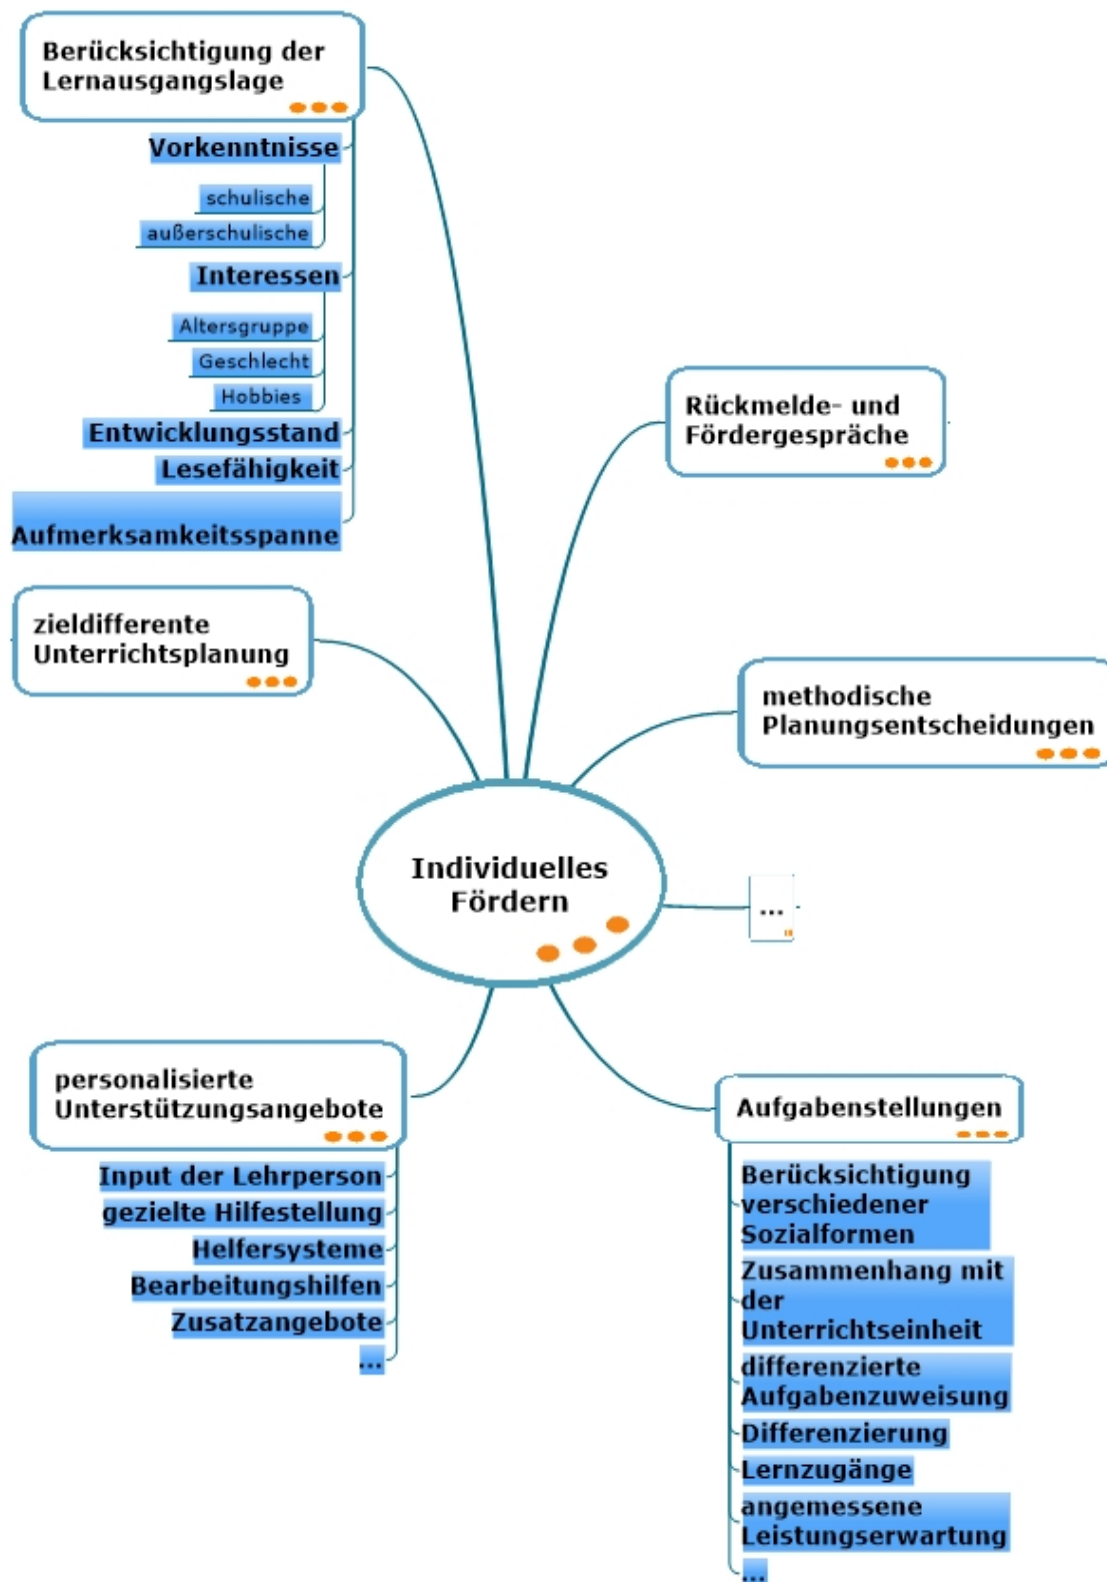 Berücksichtigung der
Lernausgangslage
Vorkenntnisse
schulische
außerschulische
Interessen
Altersgruppe
Geschlecht
Hobbies
Entwicklungsstand
Lesefähigkeit
Aufmerksamkeitsspanne
Rückmelde- und
Fördergespräche
zieldifferente
Unterrichtsplanung
methodische
Planungsentscheidungen
Individuelles
Fördern
...
personalisierte
Unterstützungsangebote
Input der Lehrperson
gezielte Hilfestellung
Helfersysteme
Bearbeitungshilfen
Zusatzangebote
...
Aufgabenstellungen
Berücksichtigung
verschiedener
Sozialformen
Zusammenhang mit
der
Unterrichtseinheit
differenzierte
Aufgabenzuweisung
Differenzierung
Lernzugänge
angemessene
Leistungserwartung
...